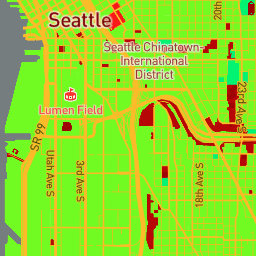 Seattle
20th
Seattle Chinatown-
International
District
23rd Ave S
Lumen Field
SR 99
Utah Ave S
3rd Ave S
18th Ave S